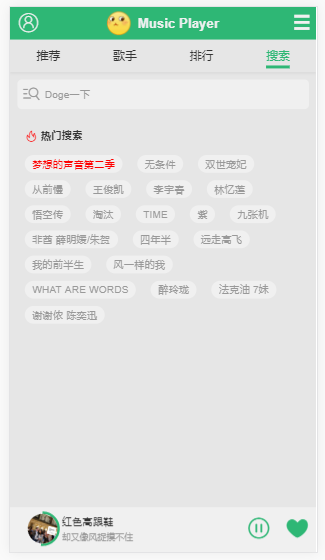 Music Player
推荐 歌手 排行 搜索
Doge一下
热门搜索
梦想的声音第二季 无条件 双世宠妃
从前慢 王俊凯 李宇春 林忆莲
悟空传 淘汰 TIME 絮 九张机
非酋 薛明媛/朱贺 四年半 远走高飞
我的前半生 风一样的我
WHAT ARE WORDS 醉玲珑 法克油 7妹
谢谢侬 陈奕迅
红色高跟鞋
却又像风捉摸不住